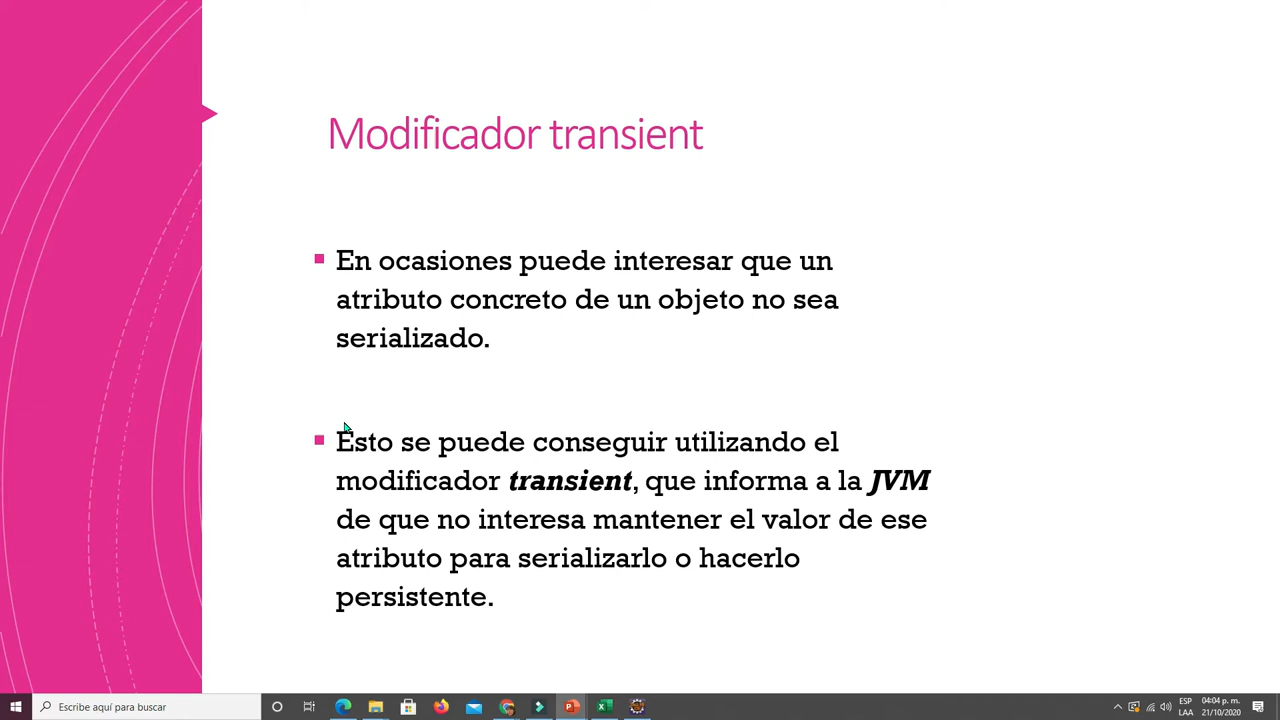 Modificador transient
En ocasiones puede interesar que un
atributo concreto de un objeto no sea
serializado.
Esto se puede conseguir utilizando el
modificador transient, que informa a la JVM
de que no interesa mantener el valor de ese
atributo para serializarlo o hacerlo
persistente.
Escribe aquí para buscar
ESP
LAA
04:04 p. m.
21/10/2020